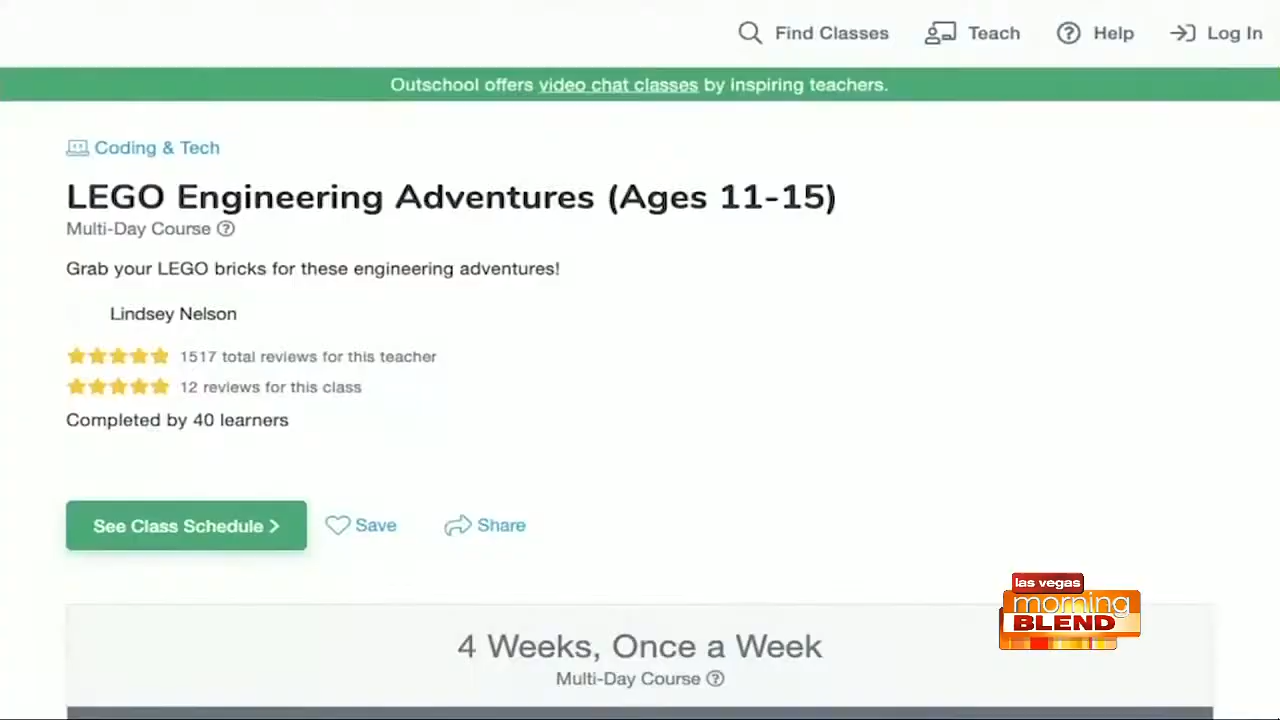 Find Classes Teach Help Log In
Outschool offers video chat classes by inspiring teachers.
Coding & Tech
LEGO Engineering Adventures (Ages 11-15)
Multi-Day Course ?
Grab your LEGO bricks for these engineering adventures!
Lindsey Nelson
1517 total reviews for this teacher
12 reviews for this class
Completed by 40 learners
See Class Schedule > Save Share
las vegas
morning
BLEND
4 Weeks, Once a Week
Multi-Day Course ?